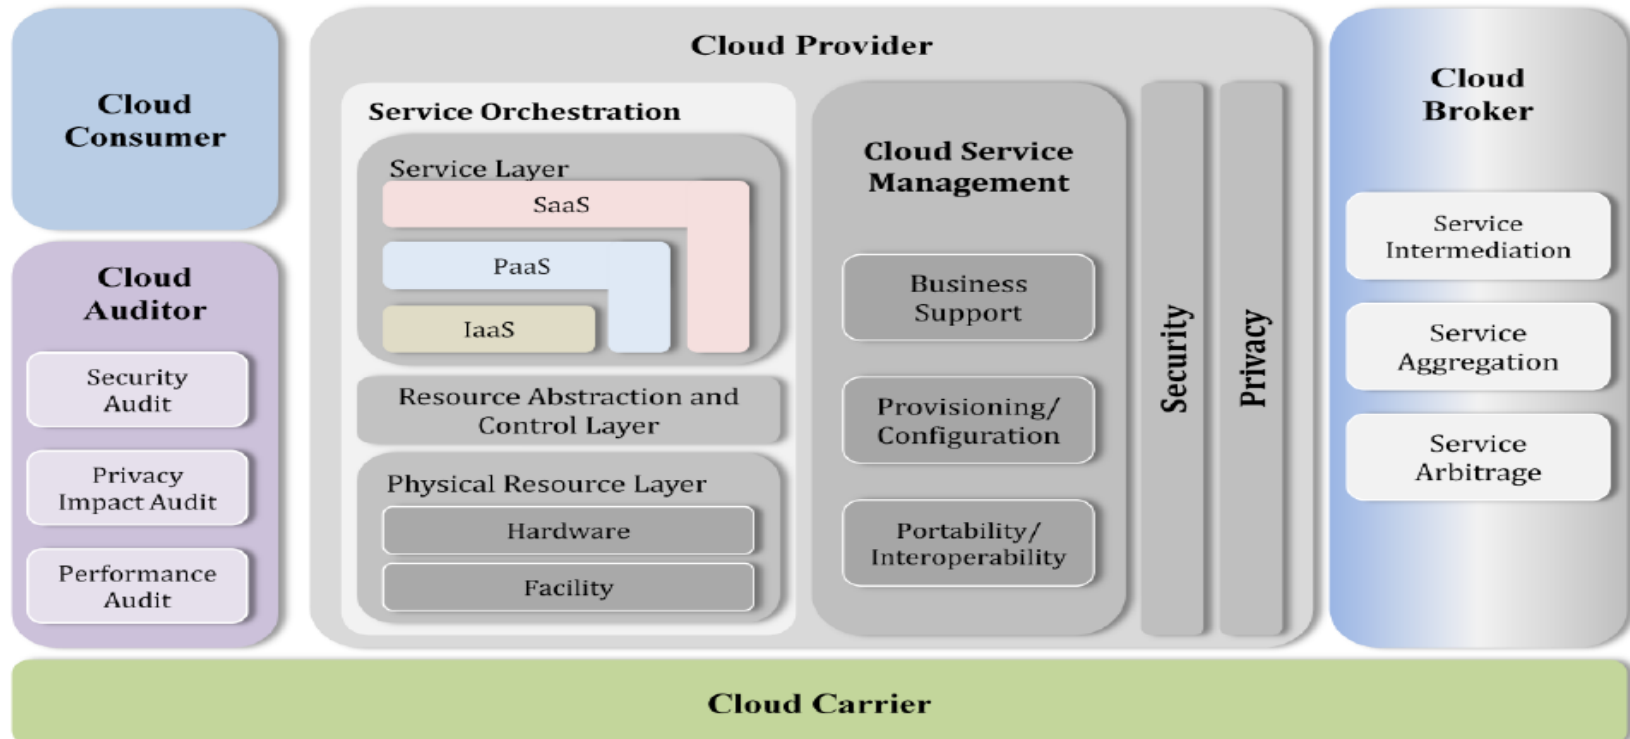 Cloud
Consumer
Cloud
Auditor
Security
Audit
Privacy
Impact Audit
Performance
Audit
Cloud Provider
Service Orchestration
Service Layer
SaaS
PaaS
IaaS
Resource Abstraction and
Control Layer
Physical Resource Layer
Hardware
Facility
Cloud Service
Management
Business
Support
Provisioning/
Configuration
Portability/
Interoperability
Security
Privacy
Cloud
Broker
Service
Intermediation
Service
Aggregation
Service
Arbitrage
Cloud Carrier